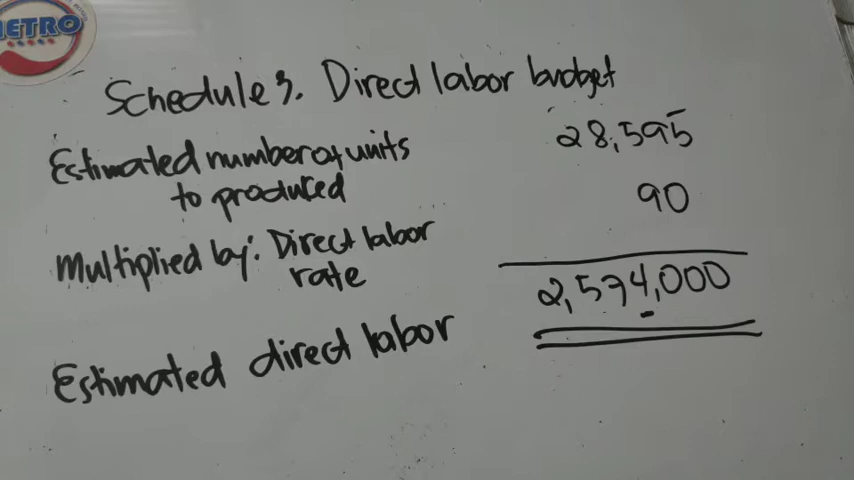 METRO
Schedule 3. Direct labor budget
Estimated number of units 28,595
to produced 90
Multiplied by: Direct labor
rate
2,574,000
Estimated direct labor